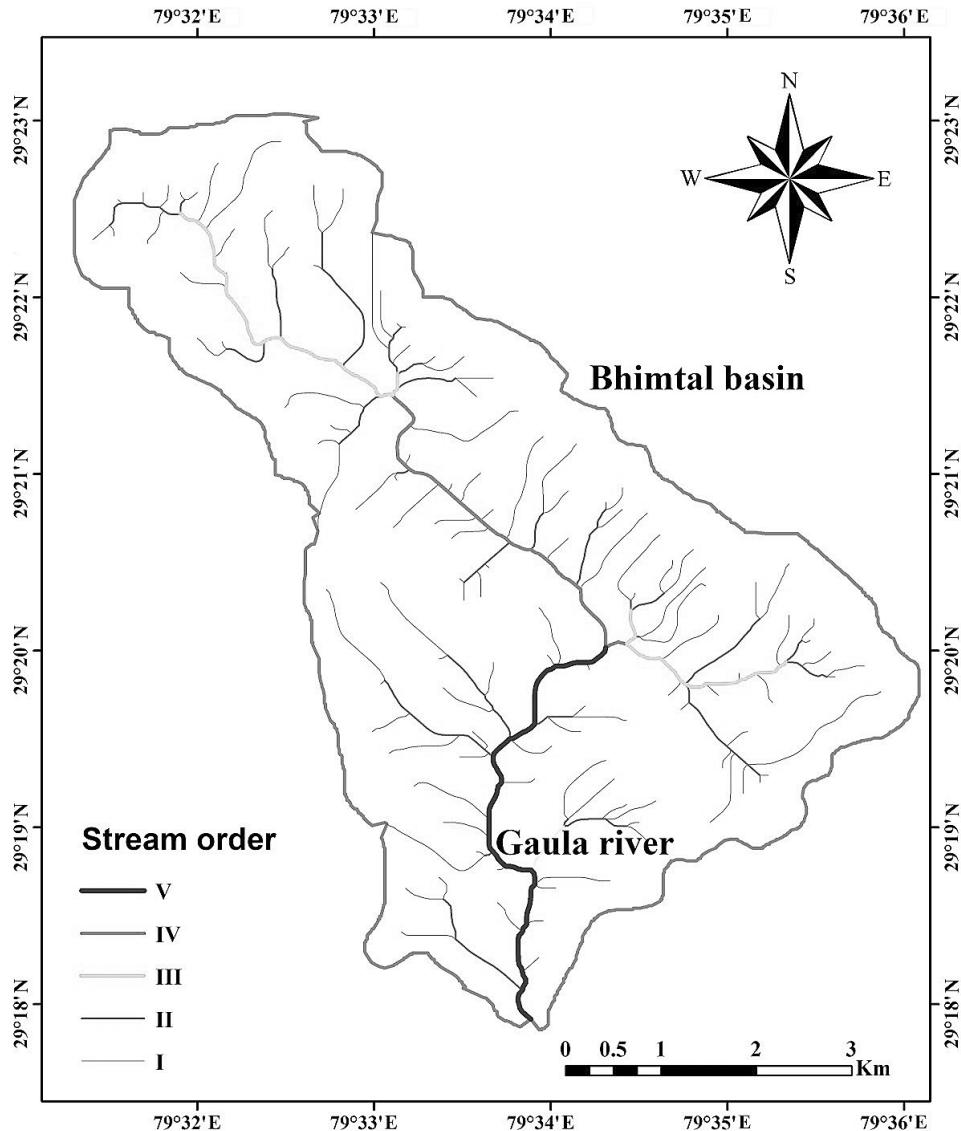 79°32'E 79°33'E 79°34'E 79°35'E 79°36'E
N
W E
S
29°23'N 29°23'N
29°22'N 29°22'N
Bhimtal basin
29°21'N 29°21'N
29°20'N 29°20'N
29°19'N 29°19'N
Gaula river
Stream order
V
IV
III
II
I
29°18'N 29°18'N
0 0.5 1 2 3
Km
79°32'E 79°33'E 79°34'E 79°35'E 79°36'E